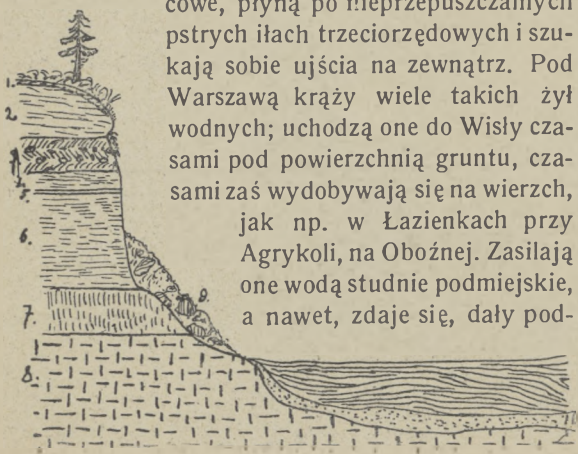 cowe, płyną po nieprzepuszczalnych
pstrych iłach trzeciorzędowych i szu-
kają sobie ujścia na zewnątrz. Pod
Warszawą krąży wiele takich żył
wodnych; uchodzą one do Wisły cza-
sami pod powierzchnią gruntu, cza-
sami zaś wydobywają się na wierzch,
jak np. w Łazienkach przy
Agrykoli, na Oboźnej. Zasilają
one wodą studnie podmiejskie,
a nawet, zdaje się, dały pod-
1.
2.
5.
6.
7.
8.
9.